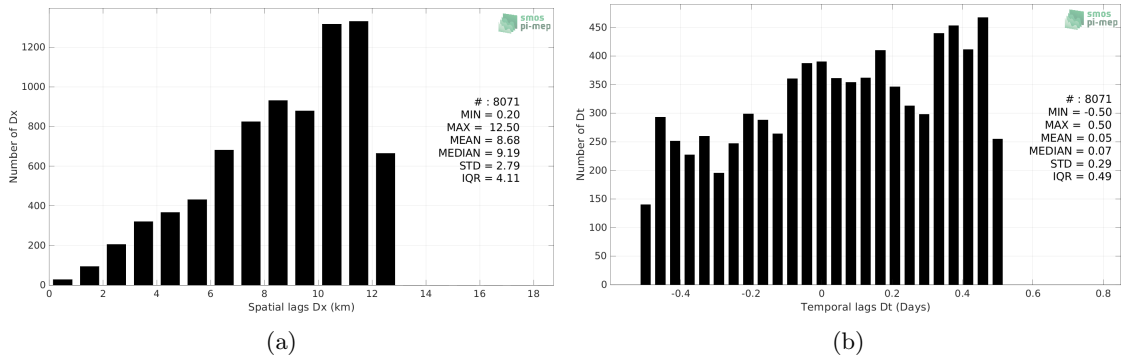 smos
pi-mep
1200
1000
800
600
400
200
0
Number of Dx
# : 8071
MIN = 0.20
MAX = 12.50
MEAN = 8.68
MEDIAN = 9.19
STD = 2.79
IQR = 4.11
0 2 4 6 8 10 12 14 16 18
Spatial lags Dx (km)
(a)
smos
pi-mep
450
400
350
300
250
200
150
100
50
0
Number of Dt
# : 8071
MIN = -0.50
MAX = 0.50
MEAN = 0.05
MEDIAN = 0.07
STD = 0.29
IQR = 0.49
-0.4 -0.2 0 0.2 0.4 0.6 0.8
Temporal lags Dt (Days)
(b)